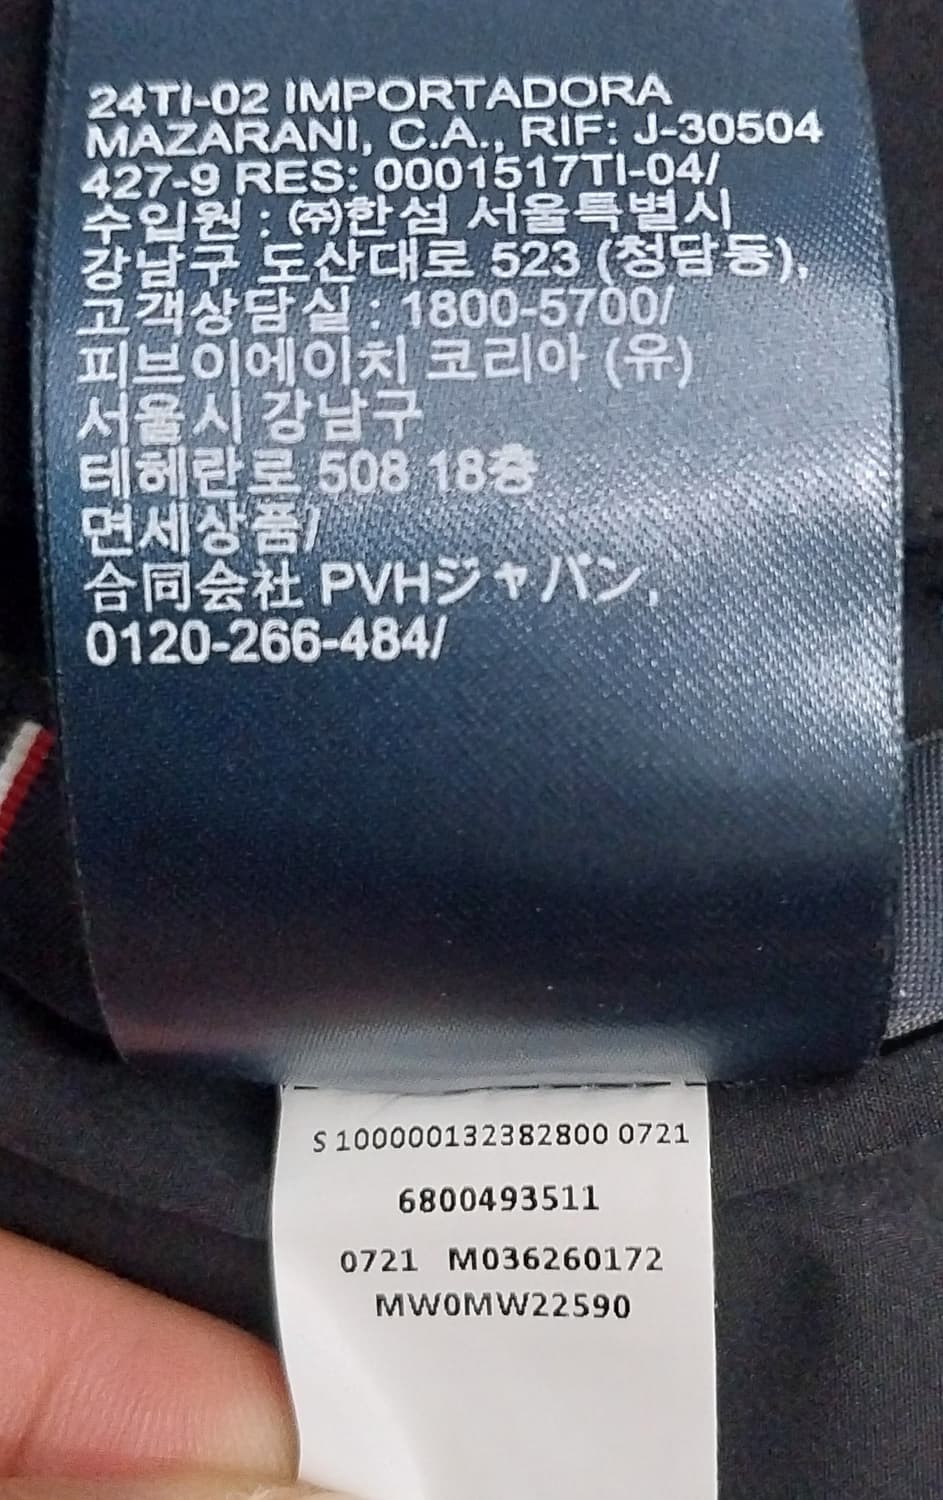 24TI-02 IMPORTADORA
MAZARANI, C.A., RIF: J-30504
427-9 RES: 0001517TI-04/
수입원 : ㈜한섬 서울특별시
강남구 도산대로 523 (청담동),
고객상담실 : 1800-5700/
피브이에이치 코리아 (유)
서울시 강남구
테헤란로 508 18층
면세상품/
合同会社 PVHジャパン,
0120-266-484/
S 100000132382800 0721
6800493511
0721 M036260172
MW0MW22590